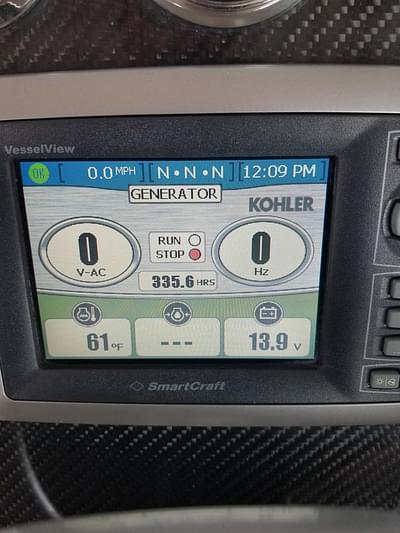 VesselView
OK 0.0 MPH N • N • N 12:09 PM
GENERATOR
KOHLER
0 V-AC
RUN
STOP
0 Hz
335.6 HRS
61°F
---
13.9 V
SmartCraft